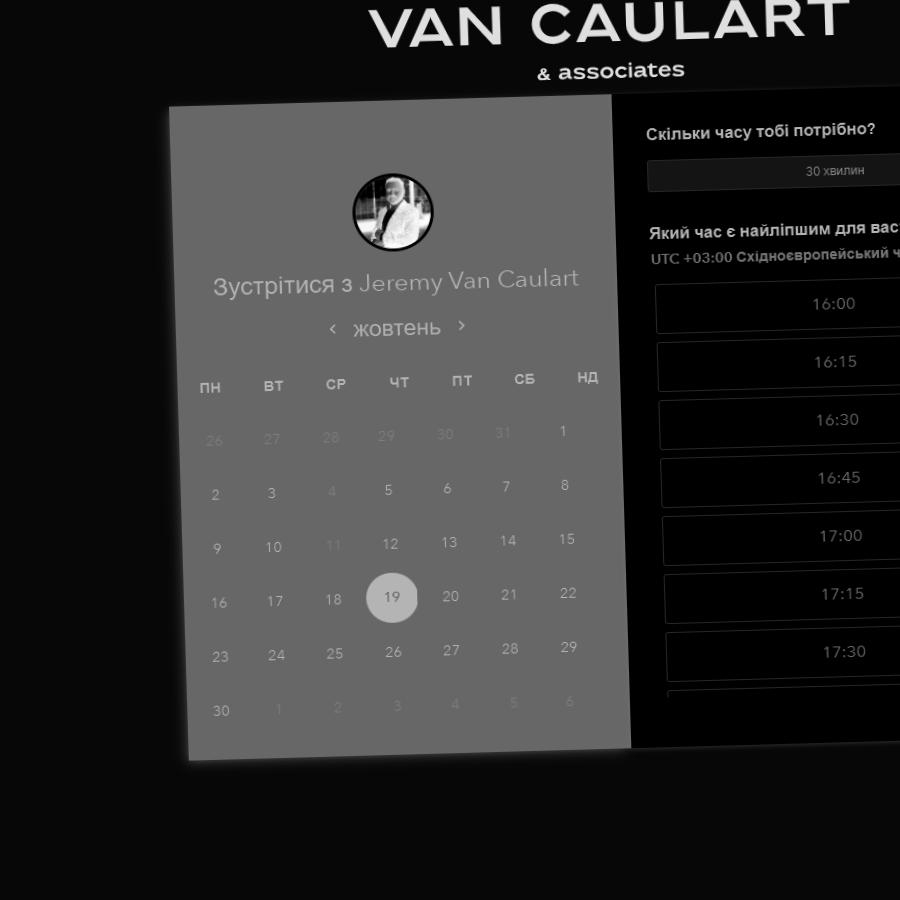 VAN CAULART
& associates
Зустрітися з Jeremy Van Caulart
‹ жовтень ›
ПН ВТ СР ЧТ ПТ СБ НД
26 27 28 29 30 31 1
2 3 4 5 6 7 8
9 10 11 12 13 14 15
16 17 18 19 20 21 22
23 24 25 26 27 28 29
30 1 2 3 4 5 6
Скільки часу тобі потрібно?
30 хвилин
Який час є найліпшим для вас
UTC +03:00 Східноєвропейський
16:00
16:15
16:30
16:45
17:00
17:15
17:30